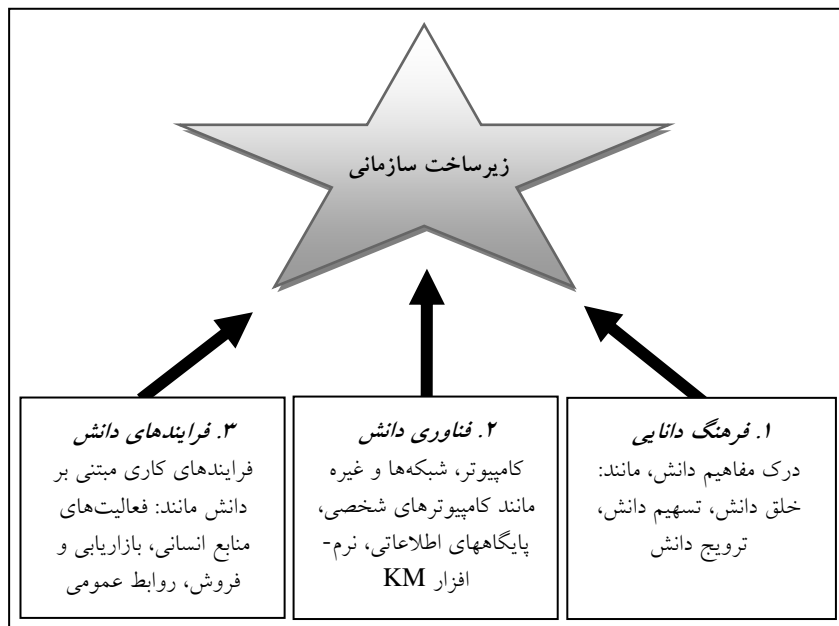 زیرساخت سازمانی
۱. فرهنگ دانایی
درک مفاهیم دانش، مانند:
خلق دانش، تسهیم دانش،
ترویج دانش
۲. فناوری دانش
کامپیوتر، شبکه‌ها و غیره
مانند کامپیوترهای شخصی،
پایگاههای اطلاعاتی، نرم-
افزار KM
۳. فرایندهای دانش
فرایندهای کاری مبتنی بر
دانش مانند: فعالیت‌های
منابع انسانی، بازاریابی و
فروش، روابط عمومی